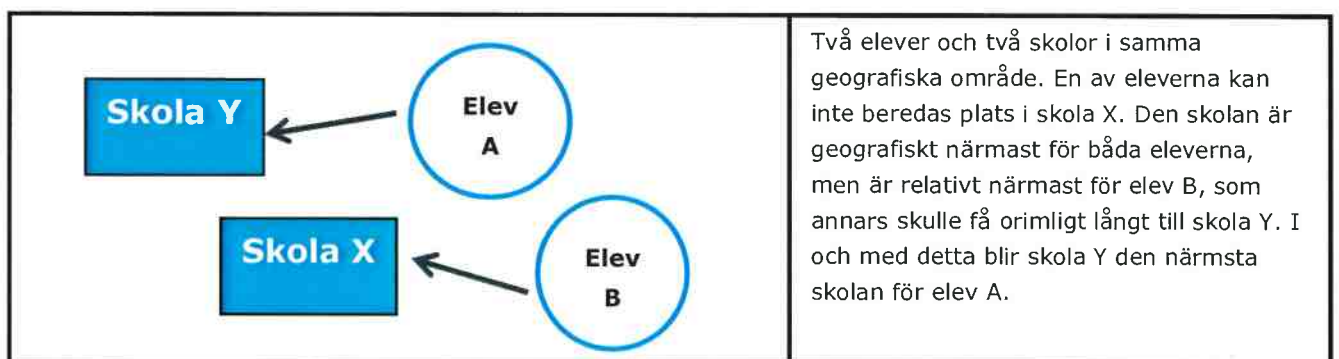 Skola Y
Elev
A
Skola X
Elev
B
Två elever och två skolor i samma
geografiska område. En av eleverna kan
inte beredas plats i skola X. Den skolan är
geografiskt närmast för båda eleverna,
men är relativt närmast för elev B, som
annars skulle få orimligt långt till skola Y. I
och med detta blir skola Y den närmsta
skolan för elev A.